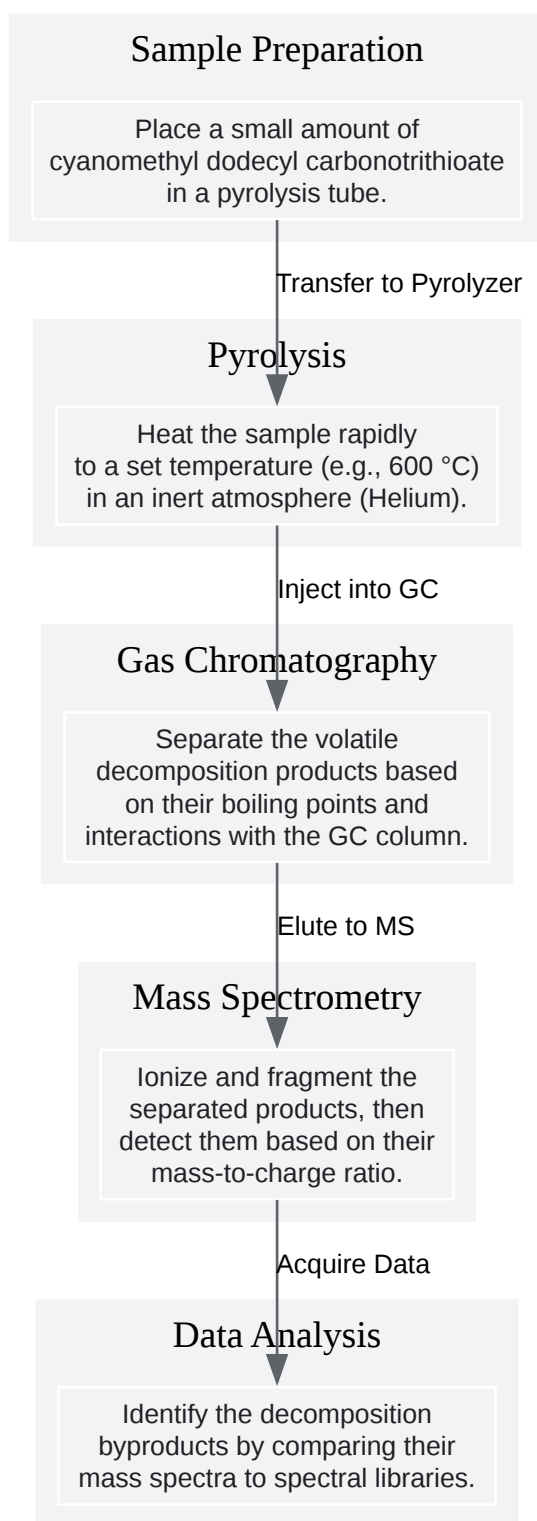 Sample Preparation
Place a small amount of
cyanomethyl dodecyl carbonotrithioate
in a pyrolysis tube.
Transfer to Pyrolyzer
Pyrolysis
Heat the sample rapidly
to a set temperature (e.g., 600 °C)
in an inert atmosphere (Helium).
Inject into GC
Gas Chromatography
Separate the volatile
decomposition products based
on their boiling points and
interactions with the GC column.
Elute to MS
Mass Spectrometry
Ionize and fragment the
separated products, then
detect them based on their
mass-to-charge ratio.
Acquire Data
Data Analysis
Identify the decomposition
byproducts by comparing their
mass spectra to spectral libraries.